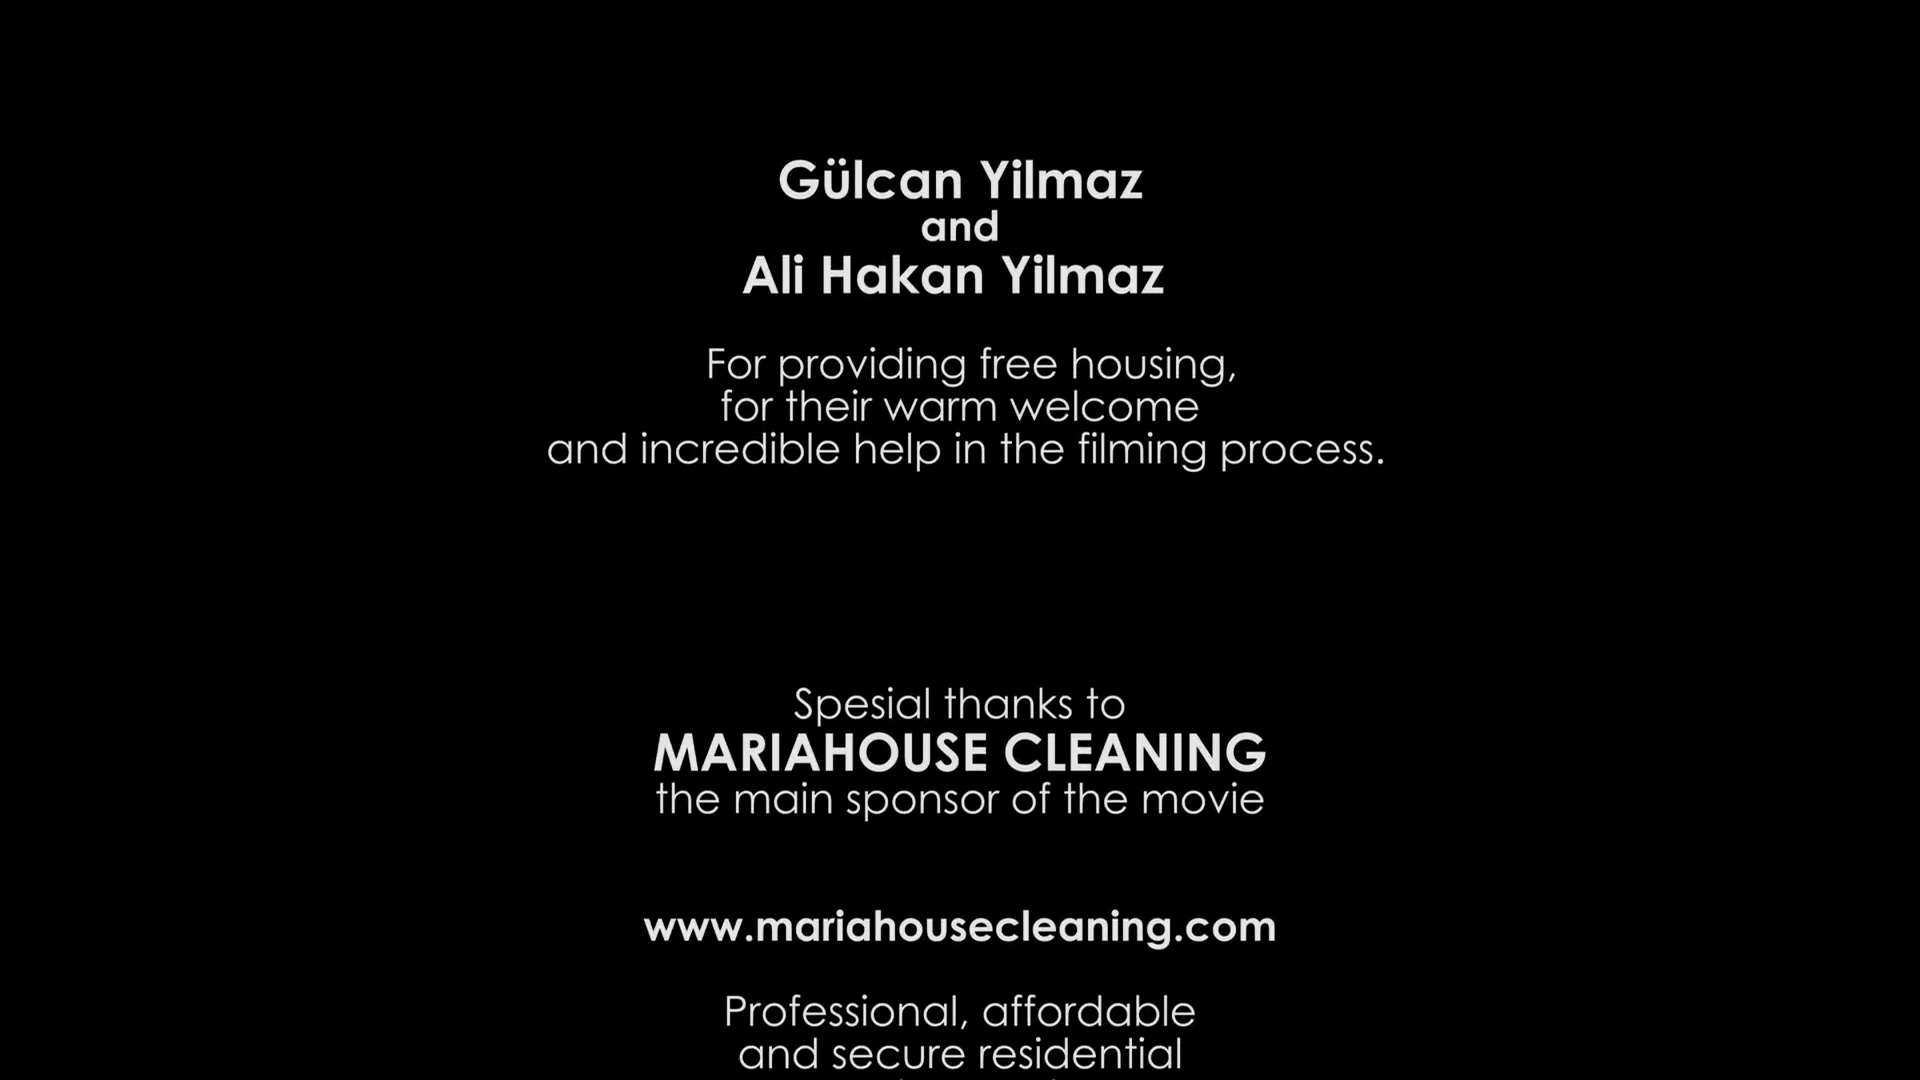 Gülcan Yilmaz
and
Ali Hakan Yilmaz
For providing free housing,
for their warm welcome
and incredible help in the filming process.
Spesial thanks to
MARIAHOUSE CLEANING
the main sponsor of the movie
www.mariahousecleaning.com
Professional, affordable
and secure residential